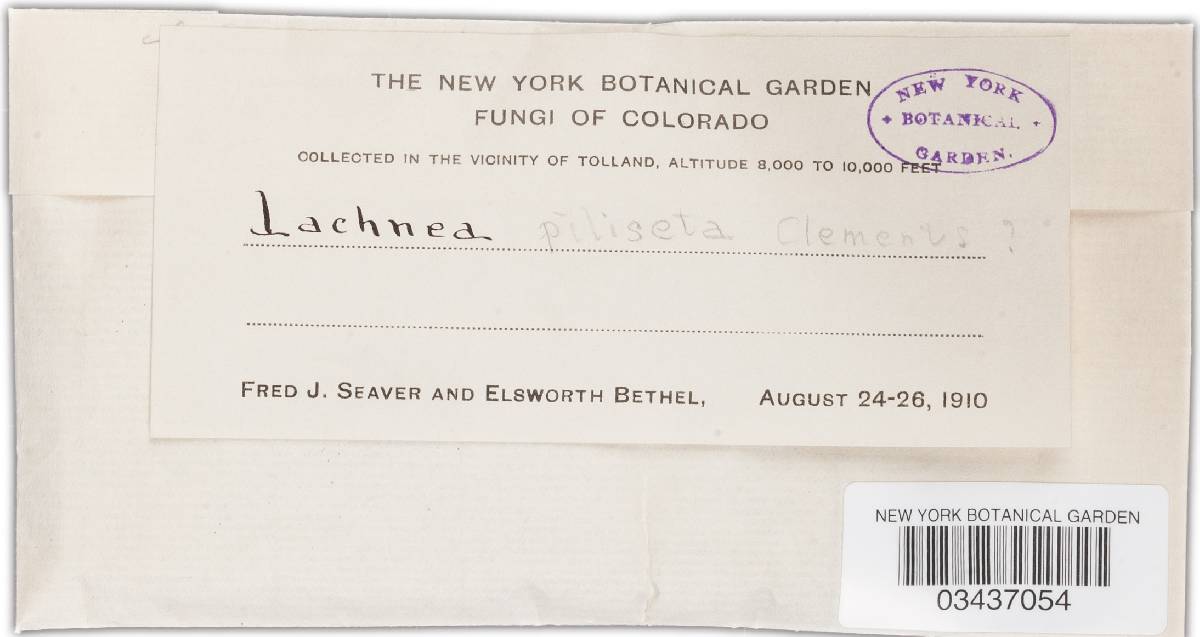 THE NEW YORK BOTANICAL GARDEN
FUNGI OF COLORADO
NEW YORK
BOTANICAL
GARDEN.
COLLECTED IN THE VICINITY OF TOLLAND, ALTITUDE 8,000 TO 10,000 FEET
Lachnea piliseta Clements ?
FRED J. SEAVER AND ELSWORTH BETHEL, AUGUST 24-26, 1910
NEW YORK BOTANICAL GARDEN
03437054